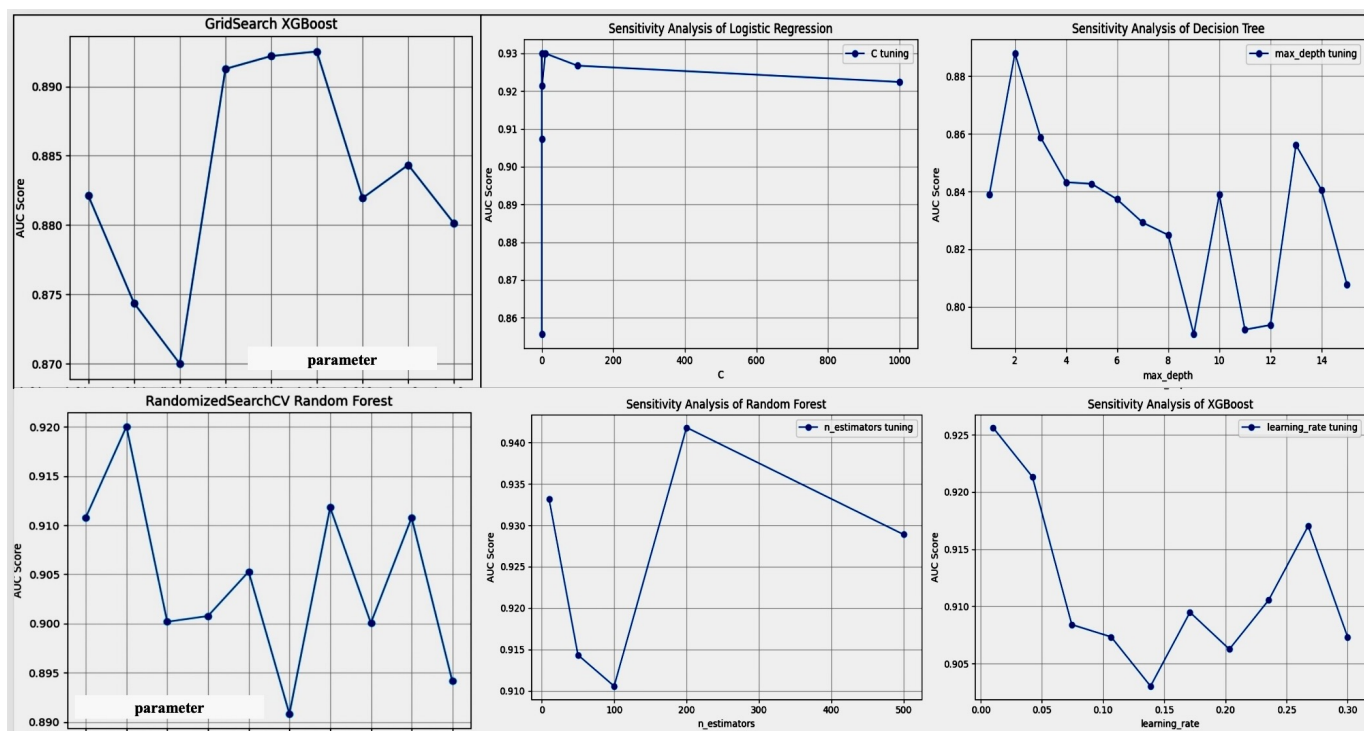 GridSearch XGBoost
0.890
0.885
0.880
0.875
0.870
AUC Score
parameter
Sensitivity Analysis of Logistic Regression
C tuning
0.93
0.92
0.91
0.90
0.89
0.88
0.87
0.86
AUC Score
0 200 400 600 800 1000
C
Sensitivity Analysis of Decision Tree
max_depth tuning
0.88
0.86
0.84
0.82
0.80
AUC Score
2 4 6 8 10 12 14
max_depth
RandomizedSearchCV Random Forest
0.920
0.915
0.910
0.905
0.900
0.895
0.890
AUC Score
parameter
Sensitivity Analysis of Random Forest
n_estimators tuning
0.940
0.935
0.930
0.925
0.920
0.915
0.910
AUC Score
0 100 200 300 400 500
n_estimators
Sensitivity Analysis of XGBoost
learning_rate tuning
0.925
0.920
0.915
0.910
0.905
AUC Score
0.00 0.05 0.10 0.15 0.20 0.25 0.30
learning_rate